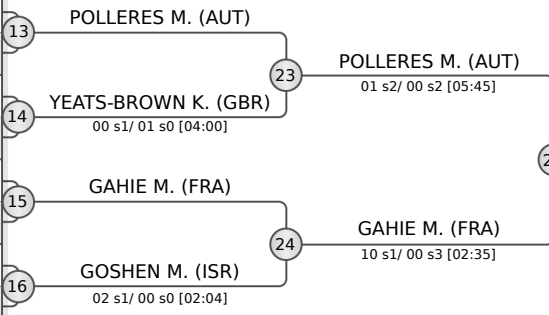 13
POLLERES M. (AUT)
23
POLLERES M. (AUT)
01 s2/ 00 s2 [05:45]
14
YEATS-BROWN K. (GBR)
00 s1/ 01 s0 [04:00]
15
GAHIE M. (FRA)
24
GAHIE M. (FRA)
10 s1/ 00 s3 [02:35]
16
GOSHEN M. (ISR)
02 s1/ 00 s0 [02:04]